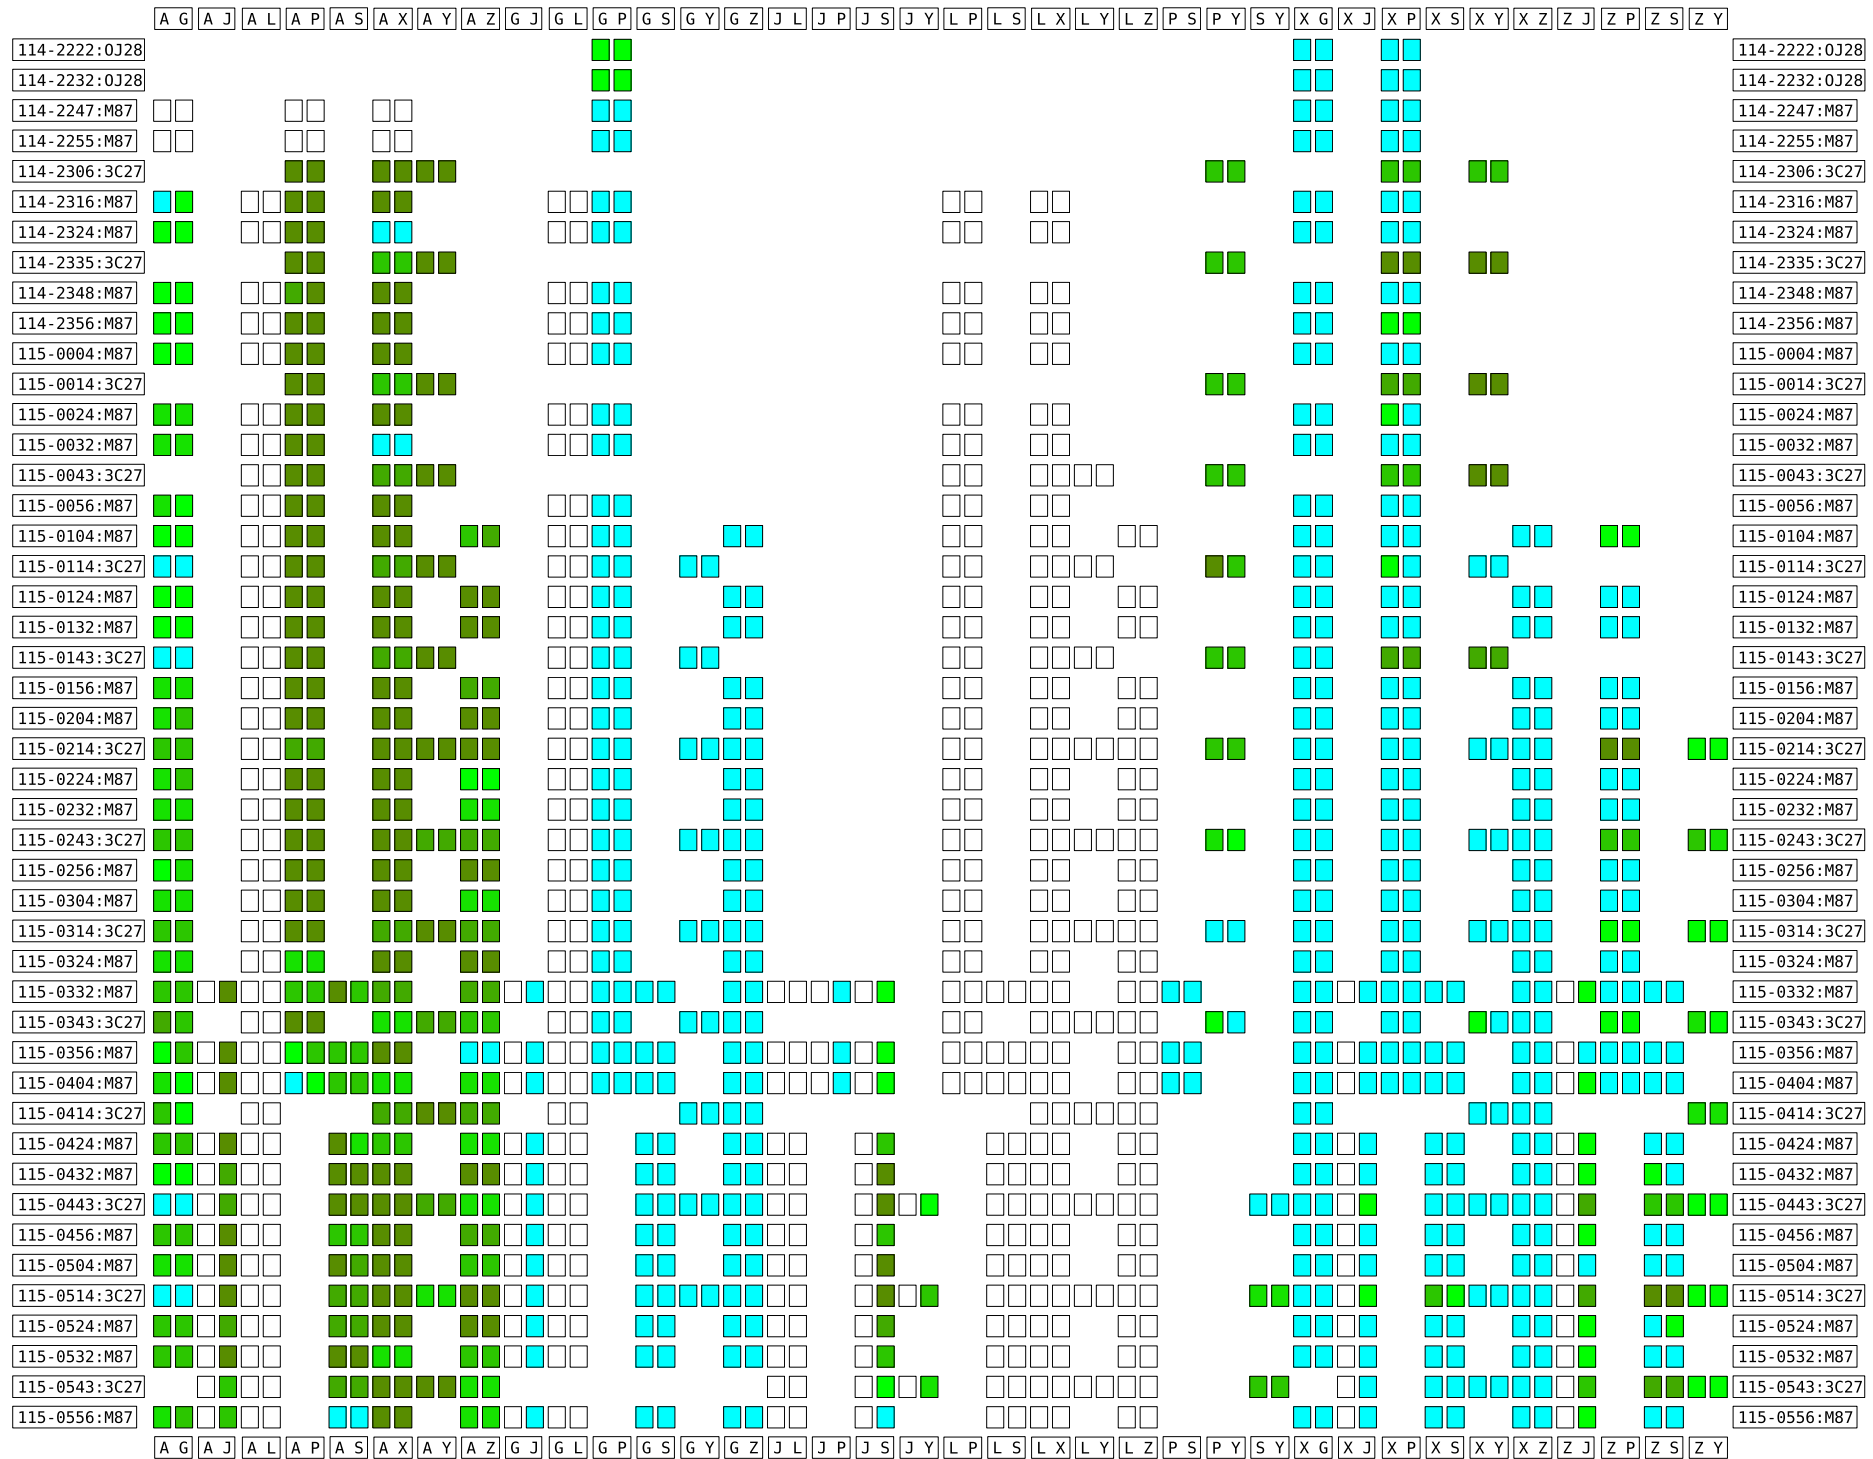 A G A J A L A P A S A X A Y A Z G J G L G P G S G Y G Z J L J P J S J Y L P L S L X L Y L Z P S P Y S Y X G X J X P X S X Y X Z Z J Z P Z S Z Y
114-2222:OJ28 114-2222:OJ28
114-2232:OJ28 114-2232:OJ28
114-2247:M87 114-2247:M87
114-2255:M87 114-2255:M87
114-2306:3C27 114-2306:3C27
114-2316:M87 114-2316:M87
114-2324:M87 114-2324:M87
114-2335:3C27 114-2335:3C27
114-2348:M87 114-2348:M87
114-2356:M87 114-2356:M87
115-0004:M87 115-0004:M87
115-0014:3C27 115-0014:3C27
115-0024:M87 115-0024:M87
115-0032:M87 115-0032:M87
115-0043:3C27 115-0043:3C27
115-0056:M87 115-0056:M87
115-0104:M87 115-0104:M87
115-0114:3C27 115-0114:3C27
115-0124:M87 115-0124:M87
115-0132:M87 115-0132:M87
115-0143:3C27 115-0143:3C27
115-0156:M87 115-0156:M87
115-0204:M87 115-0204:M87
115-0214:3C27 115-0214:3C27
115-0224:M87 115-0224:M87
115-0232:M87 115-0232:M87
115-0243:3C27 115-0243:3C27
115-0256:M87 115-0256:M87
115-0304:M87 115-0304:M87
115-0314:3C27 115-0314:3C27
115-0324:M87 115-0324:M87
115-0332:M87 115-0332:M87
115-0343:3C27 115-0343:3C27
115-0356:M87 115-0356:M87
115-0404:M87 115-0404:M87
115-0414:3C27 115-0414:3C27
115-0424:M87 115-0424:M87
115-0432:M87 115-0432:M87
115-0443:3C27 115-0443:3C27
115-0456:M87 115-0456:M87
115-0504:M87 115-0504:M87
115-0514:3C27 115-0514:3C27
115-0524:M87 115-0524:M87
115-0532:M87 115-0532:M87
115-0543:3C27 115-0543:3C27
115-0556:M87 115-0556:M87
A G A J A L A P A S A X A Y A Z G J G L G P G S G Y G Z J L J P J S J Y L P L S L X L Y L Z P S P Y S Y X G X J X P X S X Y X Z Z J Z P Z S Z Y